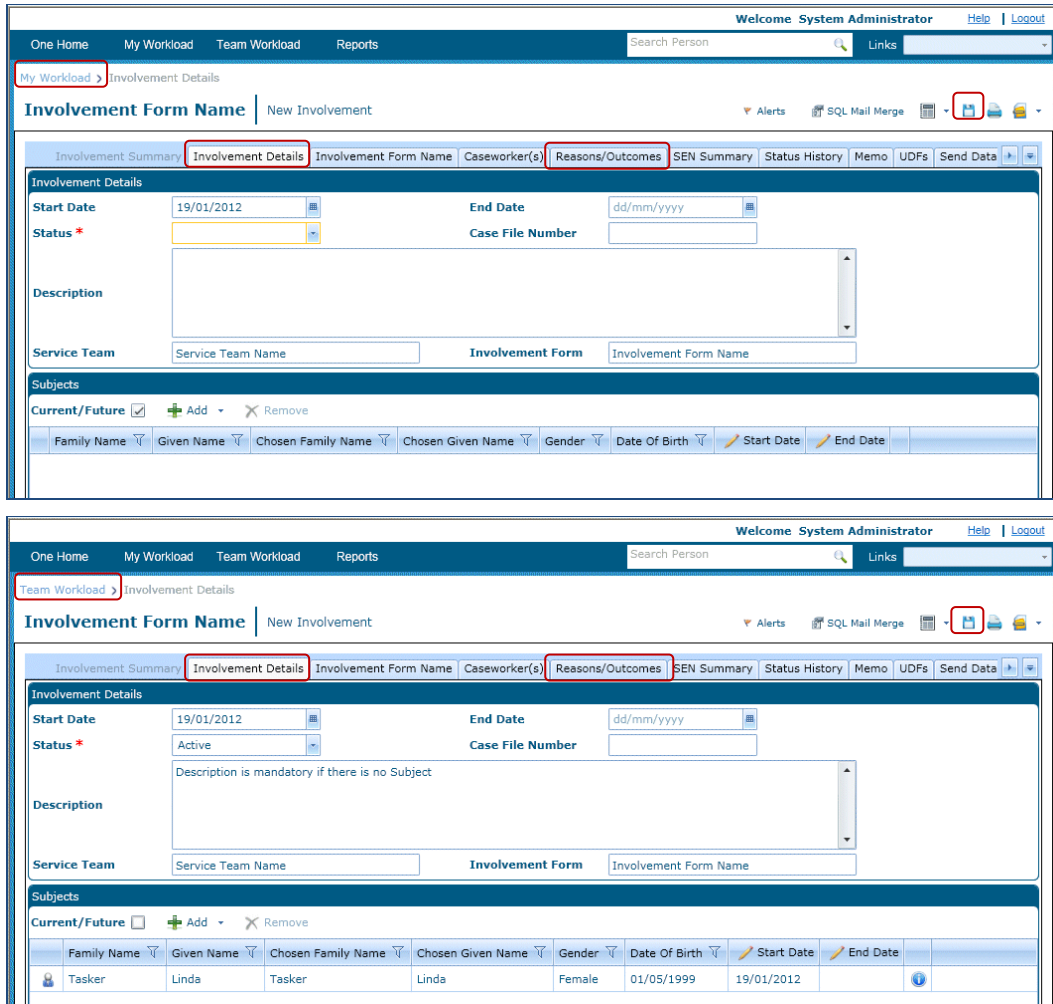 Welcome System Administrator Help | Logout
One Home My Workload Team Workload Reports Search Person Links
My Workload > Involvement Details
Involvement Form Name | New Involvement Alerts SQL Mail Merge
Involvement Summary Involvement Details Involvement Form Name Caseworker(s) Reasons/Outcomes SEN Summary Status History Memo UDFs Send Data
Involvement Details
Start Date 19/01/2012 End Date dd/mm/yyyy
Status * Case File Number
Description
Service Team Service Team Name Involvement Form Involvement Form Name
Subjects
Current/Future Add Remove
Family Name Given Name Chosen Family Name Chosen Given Name Gender Date Of Birth Start Date End Date
Welcome System Administrator Help | Logout
One Home My Workload Team Workload Reports Search Person Links
Team Workload > Involvement Details
Involvement Form Name | New Involvement Alerts SQL Mail Merge
Involvement Summary Involvement Details Involvement Form Name Caseworker(s) Reasons/Outcomes SEN Summary Status History Memo UDFs Send Data
Involvement Details
Start Date 19/01/2012 End Date dd/mm/yyyy
Status * Active Case File Number
Description is mandatory if there is no Subject
Description
Service Team Service Team Name Involvement Form Involvement Form Name
Subjects
Current/Future Add Remove
Family Name Given Name Chosen Family Name Chosen Given Name Gender Date Of Birth Start Date End Date
Tasker Linda Tasker Linda Female 01/05/1999 19/01/2012